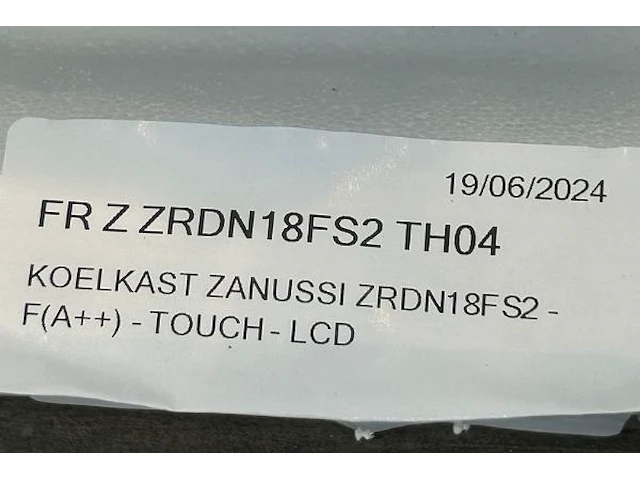 19/06/2024
FR Z ZRDN18FS2 TH04
KOELKAST ZANUSSI ZRDN18FS2 -
F(A++) - TOUCH - LCD